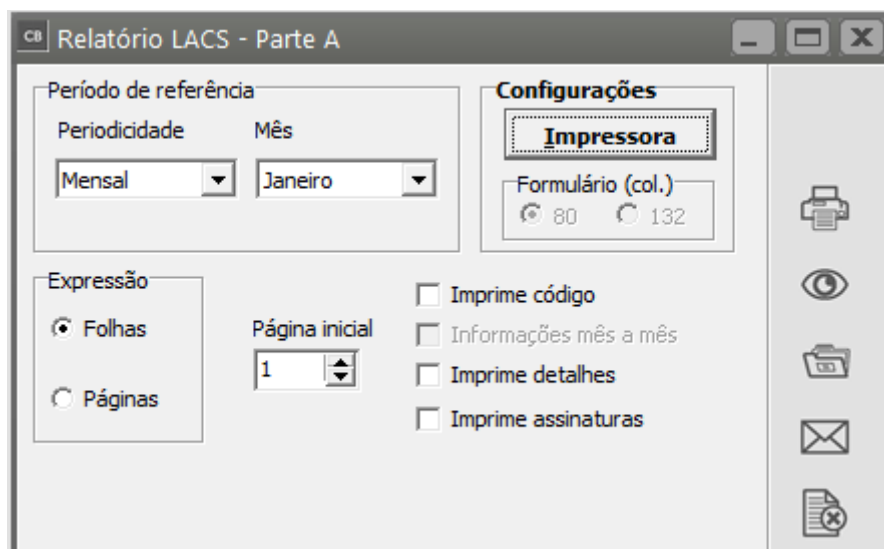 CB Relatório LACS - Parte A
Período de referência
Periodicidade Mês
Mensal Janeiro
Configurações
Impressora
Formulário (col.)
80 132
Expressão
Folhas
Páginas
Página inicial
1
Imprime código
Informações mês a mês
Imprime detalhes
Imprime assinaturas